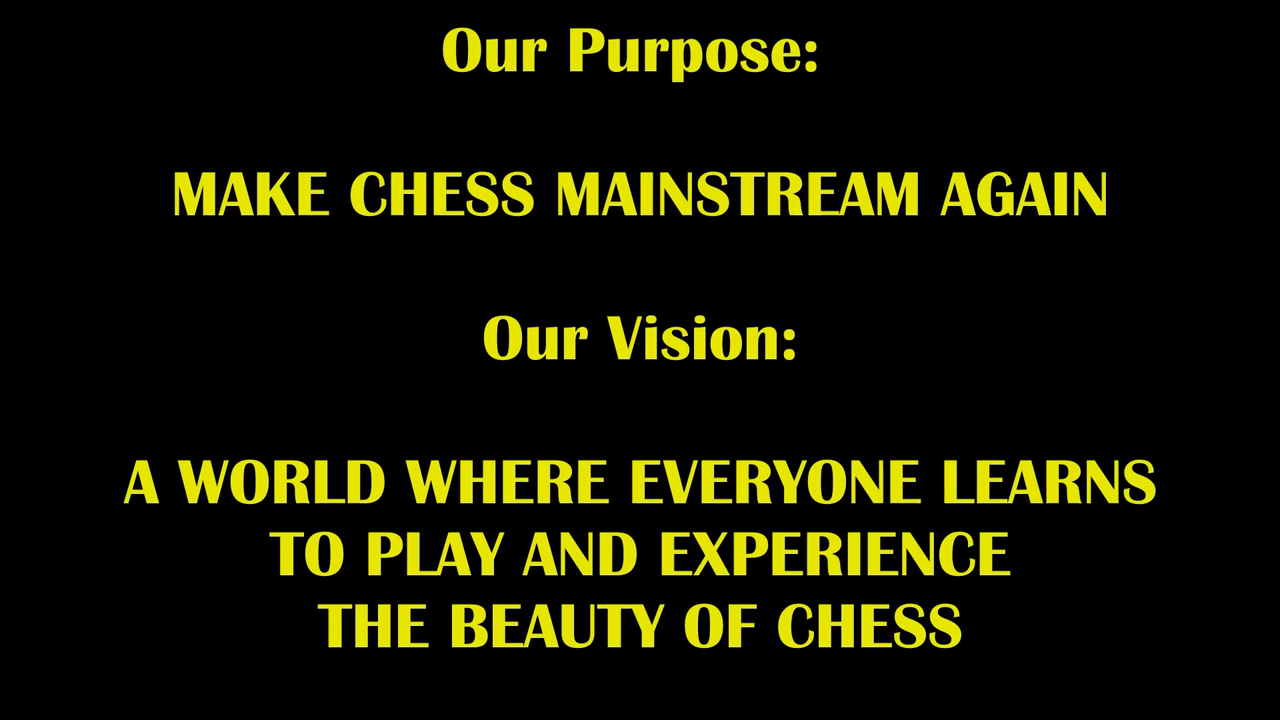 Our Purpose:
MAKE CHESS MAINSTREAM AGAIN
Our Vision:
A WORLD WHERE EVERYONE LEARNS
TO PLAY AND EXPERIENCE
THE BEAUTY OF CHESS